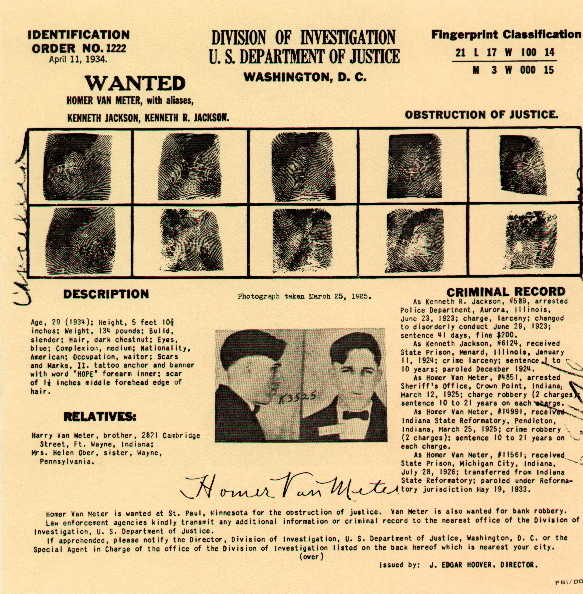 IDENTIFICATION
ORDER NO. 1222
April 11, 1934.
DIVISION OF INVESTIGATION
U. S. DEPARTMENT OF JUSTICE
WASHINGTON, D. C.
Fingerprint Classification
21 L 17 W 100 14
M 3 W 000 15
WANTED
HOMER VAN METER, with aliases,
KENNETH JACKSON, KENNETH R. JACKSON.
OBSTRUCTION OF JUSTICE.
Cancelled
DESCRIPTION
Age, 29 (1934); Height, 5 feet 10½
inches; Weight, 134 pounds; Build,
slender; Hair, dark chestnut; Eyes,
blue; Complexion, medium; Nationality,
American; Occupation, waiter; Scars
and Marks, II. tattoo anchor and banner
with word "HOPE" forearm inner; scar
of 1½ inches middle forehead edge of
hair.
RELATIVES:
Harry Van Meter, brother, 2821 Cambridge
Street, Ft. Wayne, Indiana;
Mrs. Helen Ober, sister, Wayne,
Pennsylvania.
Photograph taken March 25, 1925.
CRIMINAL RECORD
As Kenneth R. Jackson, #589, arrested
Police Department, Aurora, Illinois,
June 23, 1923; charge, larceny; changed
to disorderly conduct June 29, 1923;
sentence 41 days, fine $200.
As Kenneth Jackson, #6124, received
State Prison, Menard, Illinois, January
11, 1924; crime larceny; sentence 1 to
10 years; paroled December 1924.
As Homer Van Meter, #4851, arrested
Sheriff's Office, Crown Point, Indiana,
March 12, 1925; charge robbery (2 charges)
sentence 10 to 21 years on each charge.
As Homer Van Meter, #14991, received
Indiana State Reformatory, Pendleton,
Indiana, March 25, 1925; crime robbery
(2 charges); sentence 10 to 21 years on
each charge.
As Homer Van Meter, #11561; received
State Prison, Michigan City, Indiana,
July 28, 1926; transferred from Indiana
State Reformatory; paroled under Reforma-
tory jurisdiction May 19, 1933.
Homer Van Meter
Homer Van Meter is wanted at St. Paul, Minnesota for the obstruction of justice. Van Meter is also wanted for bank robbery.
Law enforcement agencies kindly transmit any additional information or criminal record to the nearest office of the Division of
Investigation, U. S. Department of Justice.
If apprehended, please notify the Director, Division of Investigation, U. S. Department of Justice, Washington, D. C. or the
Special Agent in Charge of the office of the Division of Investigation listed on the back hereof which is nearest your city.
(over)
Issued by: J. EDGAR HOOVER, DIRECTOR.
FBI/DOJ